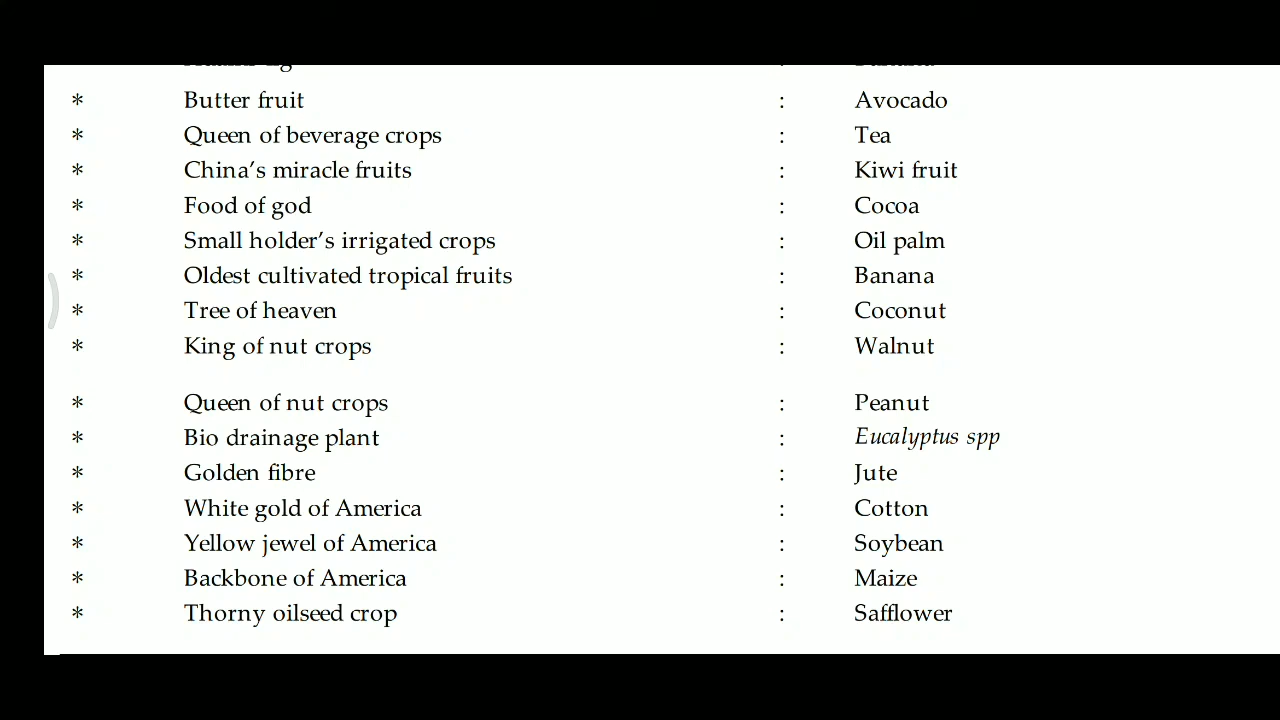 * Butter fruit : Avocado
* Queen of beverage crops : Tea
* China's miracle fruits : Kiwi fruit
* Food of god : Cocoa
* Small holder's irrigated crops : Oil palm
* Oldest cultivated tropical fruits : Banana
* Tree of heaven : Coconut
* King of nut crops : Walnut
* Queen of nut crops : Peanut
* Bio drainage plant : Eucalyptus spp
* Golden fibre : Jute
* White gold of America : Cotton
* Yellow jewel of America : Soybean
* Backbone of America : Maize
* Thorny oilseed crop : Safflower